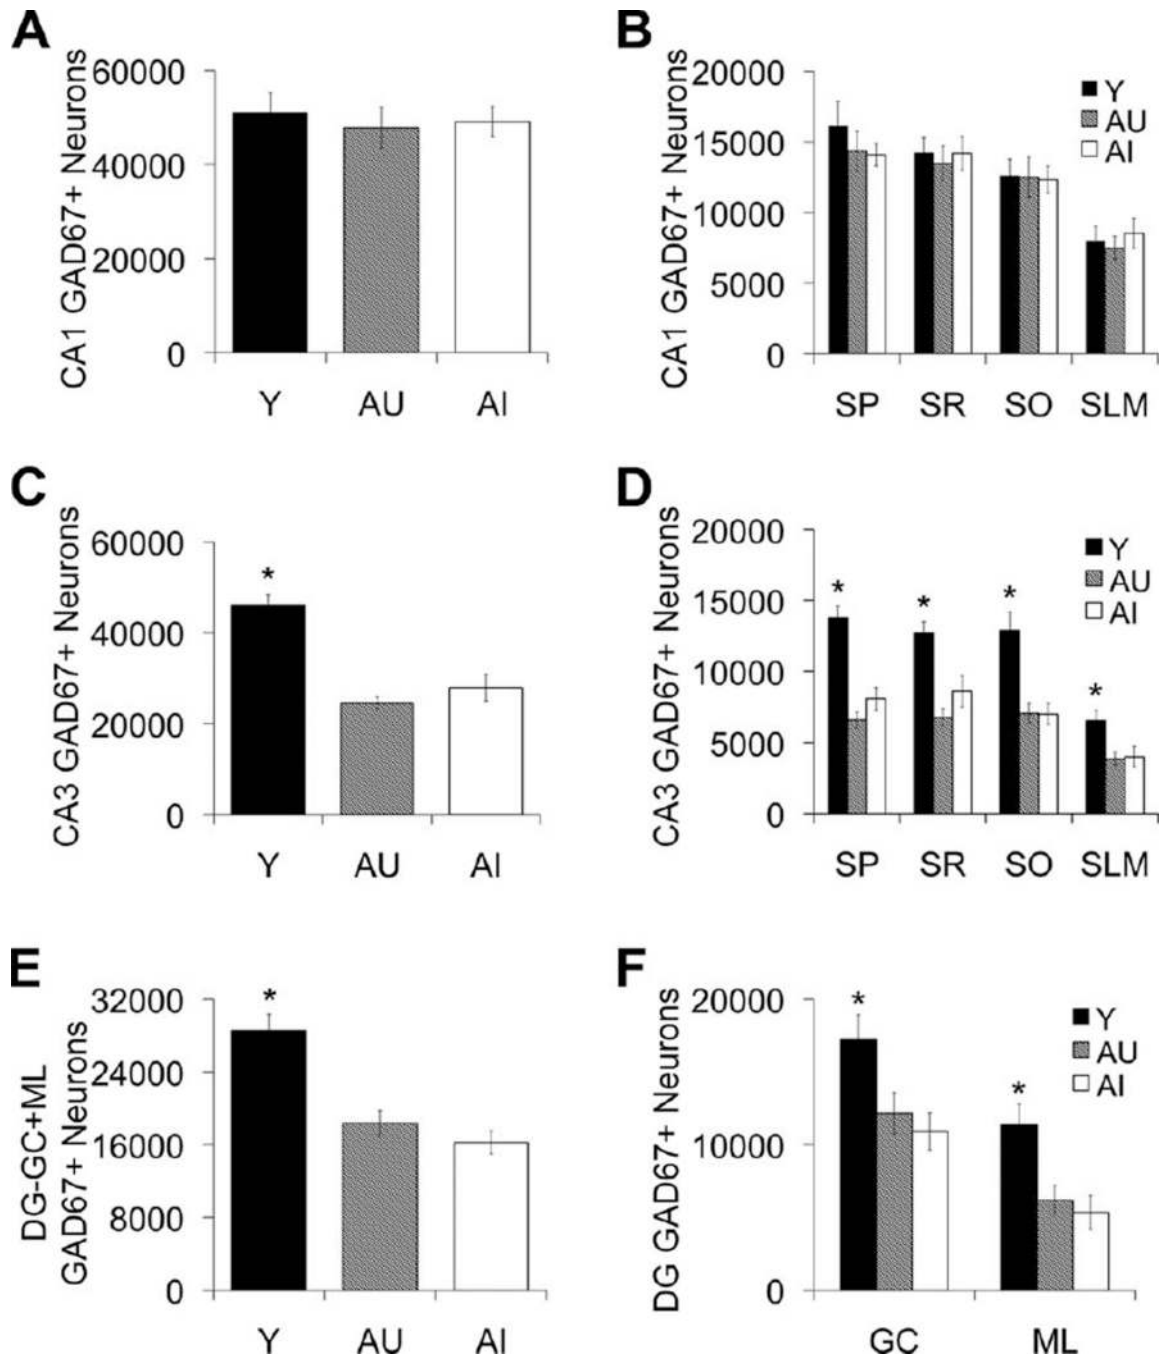 A
CA1 GAD67+ Neurons
60000
40000
20000
0
Y
AU
AI
B
CA1 GAD67+ Neurons
20000
15000
10000
5000
0
Y
AU
AI
SP
SR
SO
SLM
C
CA3 GAD67+ Neurons
60000
40000
20000
0
*
Y
AU
AI
D
CA3 GAD67+ Neurons
20000
15000
10000
5000
0
*
*
*
*
Y
AU
AI
SP
SR
SO
SLM
E
DG-GC+ML
GAD67+ Neurons
32000
24000
16000
8000
0
*
Y
AU
AI
F
DG GAD67+ Neurons
20000
10000
0
*
*
Y
AU
AI
GC
ML